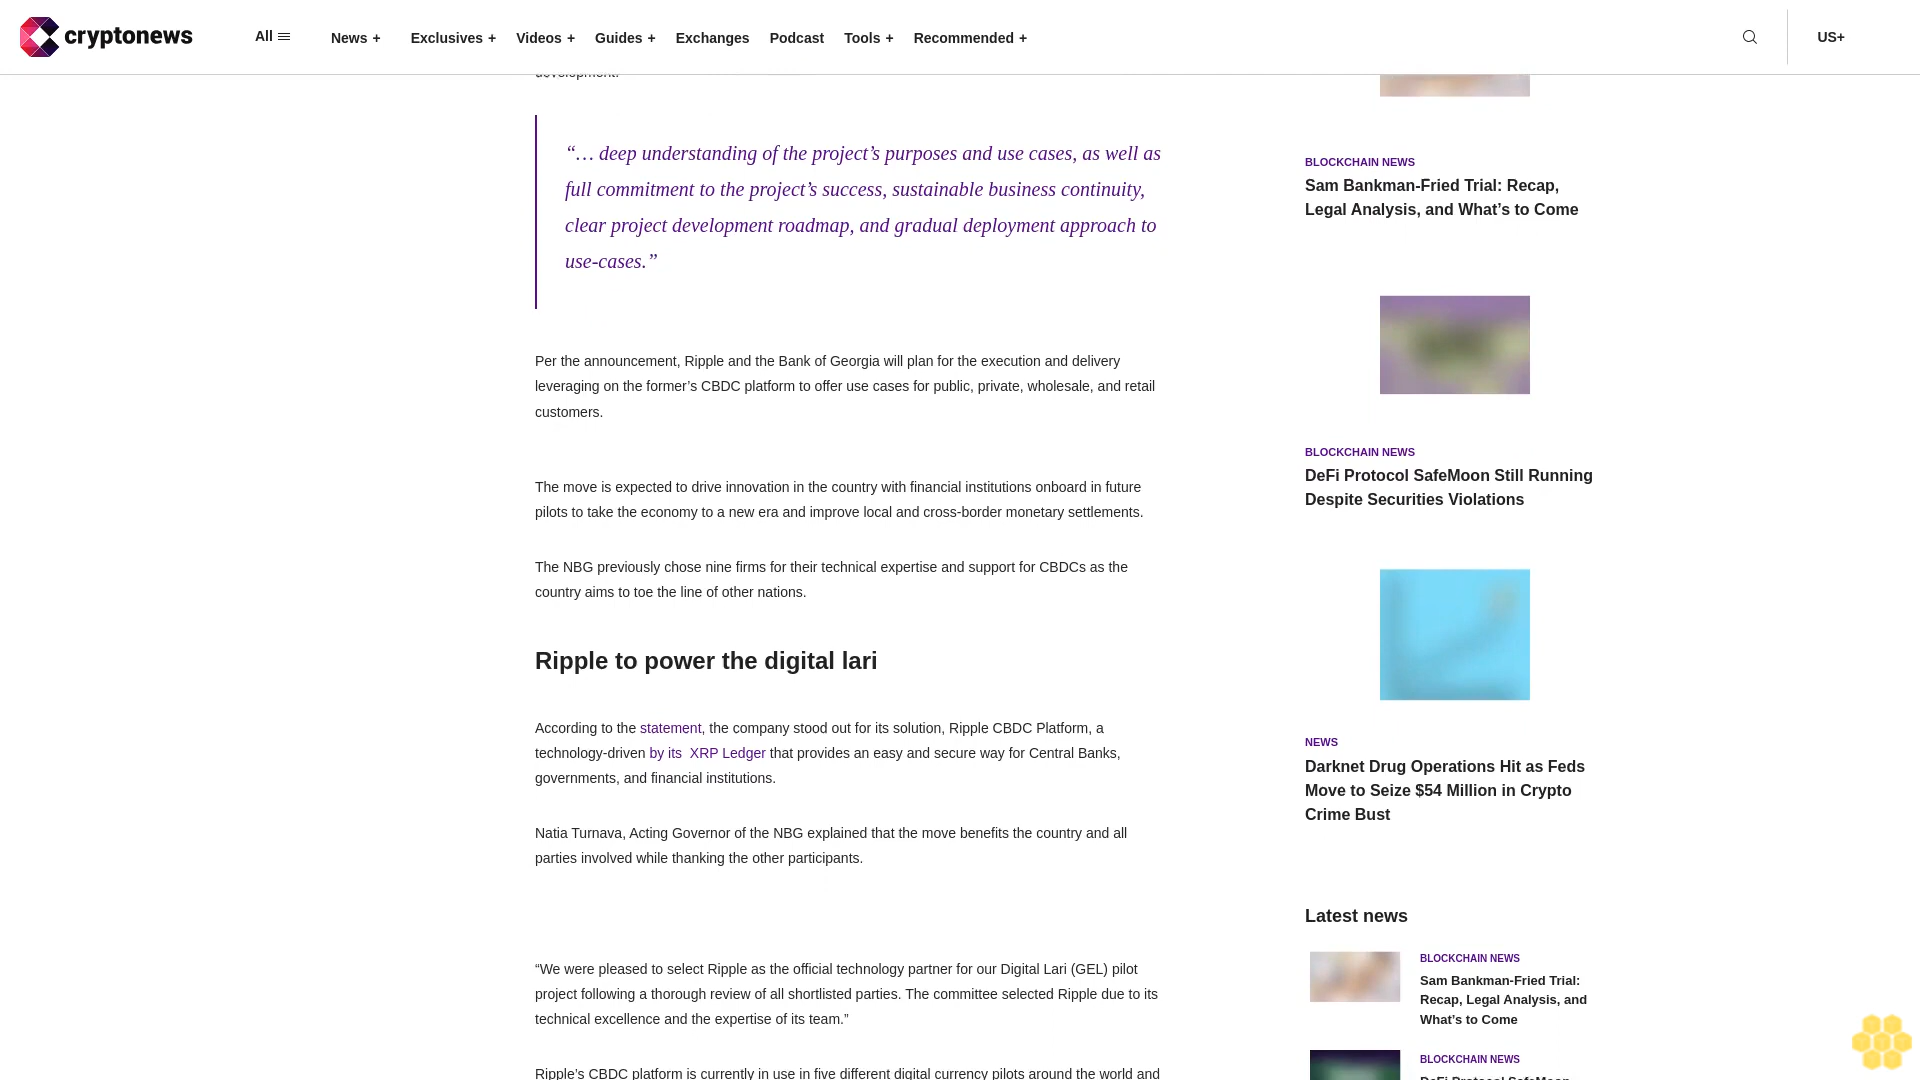 cryptonews
All
News +
Exclusives +
Videos +
Guides +
Exchanges
Podcast
Tools +
Recommended +
US+
“… deep understanding of the project’s purposes and use cases, as well as
full commitment to the project’s success, sustainable business continuity,
clear project development roadmap, and gradual deployment approach to
use-cases.”
Per the announcement, Ripple and the Bank of Georgia will plan for the execution and delivery
leveraging on the former’s CBDC platform to offer use cases for public, private, wholesale, and retail
customers.
The move is expected to drive innovation in the country with financial institutions onboard in future
pilots to take the economy to a new era and improve local and cross-border monetary settlements.
The NBG previously chose nine firms for their technical expertise and support for CBDCs as the
country aims to toe the line of other nations.
Ripple to power the digital lari
According to the statement, the company stood out for its solution, Ripple CBDC Platform, a
technology-driven by its  XRP Ledger that provides an easy and secure way for Central Banks,
governments, and financial institutions.
Natia Turnava, Acting Governor of the NBG explained that the move benefits the country and all
parties involved while thanking the other participants.
“We were pleased to select Ripple as the official technology partner for our Digital Lari (GEL) pilot
project following a thorough review of all shortlisted parties. The committee selected Ripple due to its
technical excellence and the expertise of its team.”
Ripple’s CBDC platform is currently in use in five different digital currency pilots around the world and
BLOCKCHAIN NEWS
Sam Bankman-Fried Trial: Recap,
Legal Analysis, and What’s to Come
BLOCKCHAIN NEWS
DeFi Protocol SafeMoon Still Running
Despite Securities Violations
NEWS
Darknet Drug Operations Hit as Feds
Move to Seize $54 Million in Crypto
Crime Bust
Latest news
BLOCKCHAIN NEWS
Sam Bankman-Fried Trial:
Recap, Legal Analysis, and
What’s to Come
BLOCKCHAIN NEWS
DeFi Protocol SafeMoon